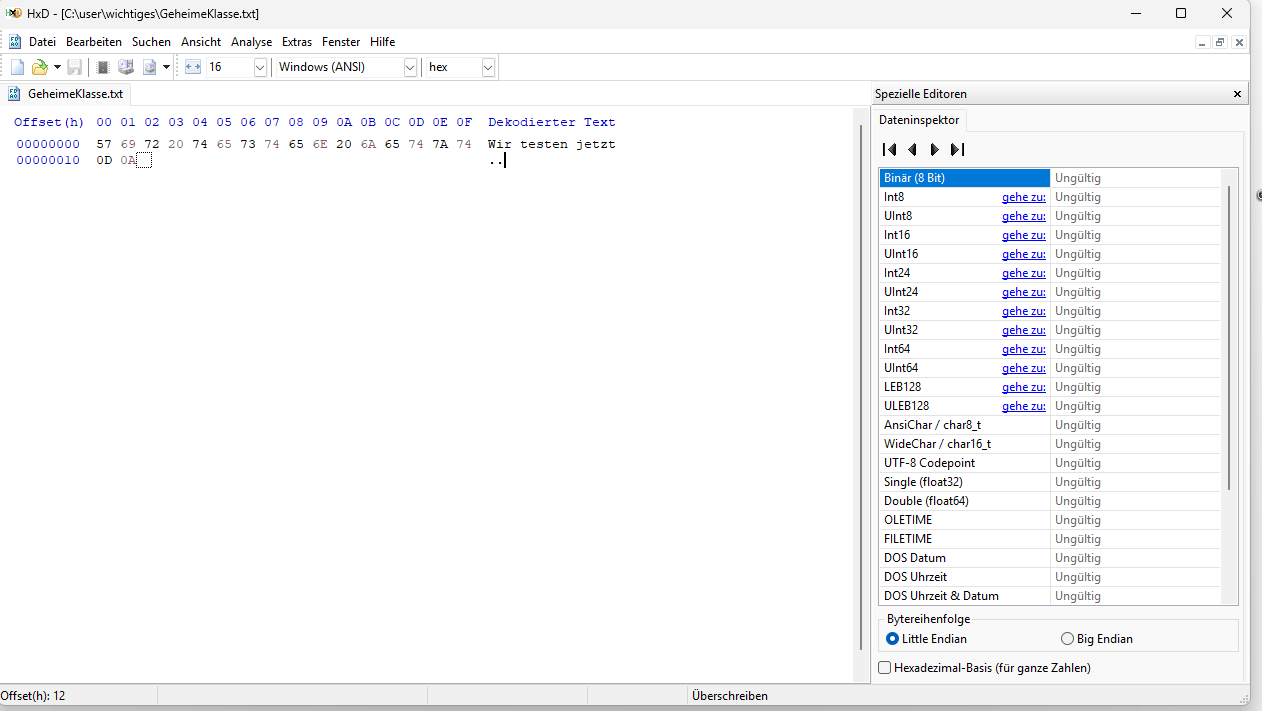 HxD - [C:\user\wichtiges\GeheimeKlasse.txt]
Datei Bearbeiten Suchen Ansicht Analyse Extras Fenster Hilfe
16 Windows (ANSI) hex
GeheimeKlasse.txt
Offset(h) 00 01 02 03 04 05 06 07 08 09 0A 0B 0C 0D 0E 0F Dekodierter Text
00000000 57 69 72 20 74 65 73 74 65 6E 20 6A 65 74 7A 74 Wir testen jetzt
00000010 0D 0A ..
Spezielle Editoren
Dateninspektor
Binär (8 Bit) Ungültig
Int8 gehe zu: Ungültig
UInt8 gehe zu: Ungültig
Int16 gehe zu: Ungültig
UInt16 gehe zu: Ungültig
Int24 gehe zu: Ungültig
UInt24 gehe zu: Ungültig
Int32 gehe zu: Ungültig
UInt32 gehe zu: Ungültig
Int64 gehe zu: Ungültig
UInt64 gehe zu: Ungültig
LEB128 gehe zu: Ungültig
ULEB128 gehe zu: Ungültig
AnsiChar / char8_t Ungültig
WideChar / char16_t Ungültig
UTF-8 Codepoint Ungültig
Single (float32) Ungültig
Double (float64) Ungültig
OLETIME Ungültig
FILETIME Ungültig
DOS Datum Ungültig
DOS Uhrzeit Ungültig
DOS Uhrzeit & Datum Ungültig
Bytereihenfolge
Little Endian Big Endian
Hexadezimal-Basis (für ganze Zahlen)
Offset(h): 12 Überschreiben